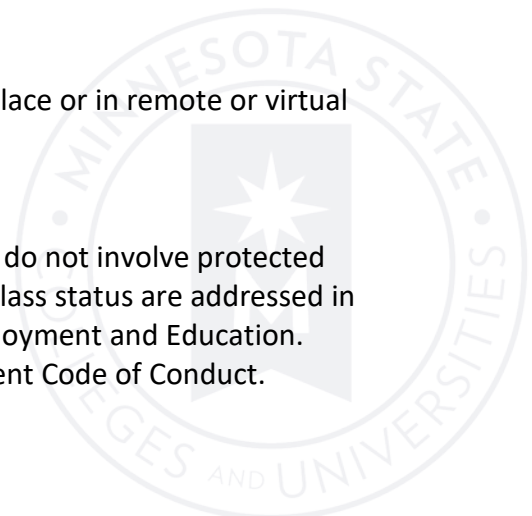 lace or in remote or virtual
do not involve protected
lass status are addressed in
loyment and Education.
ent Code of Conduct.
MINNESOTA STATE
COLLEGES AND UNIVERSITIES